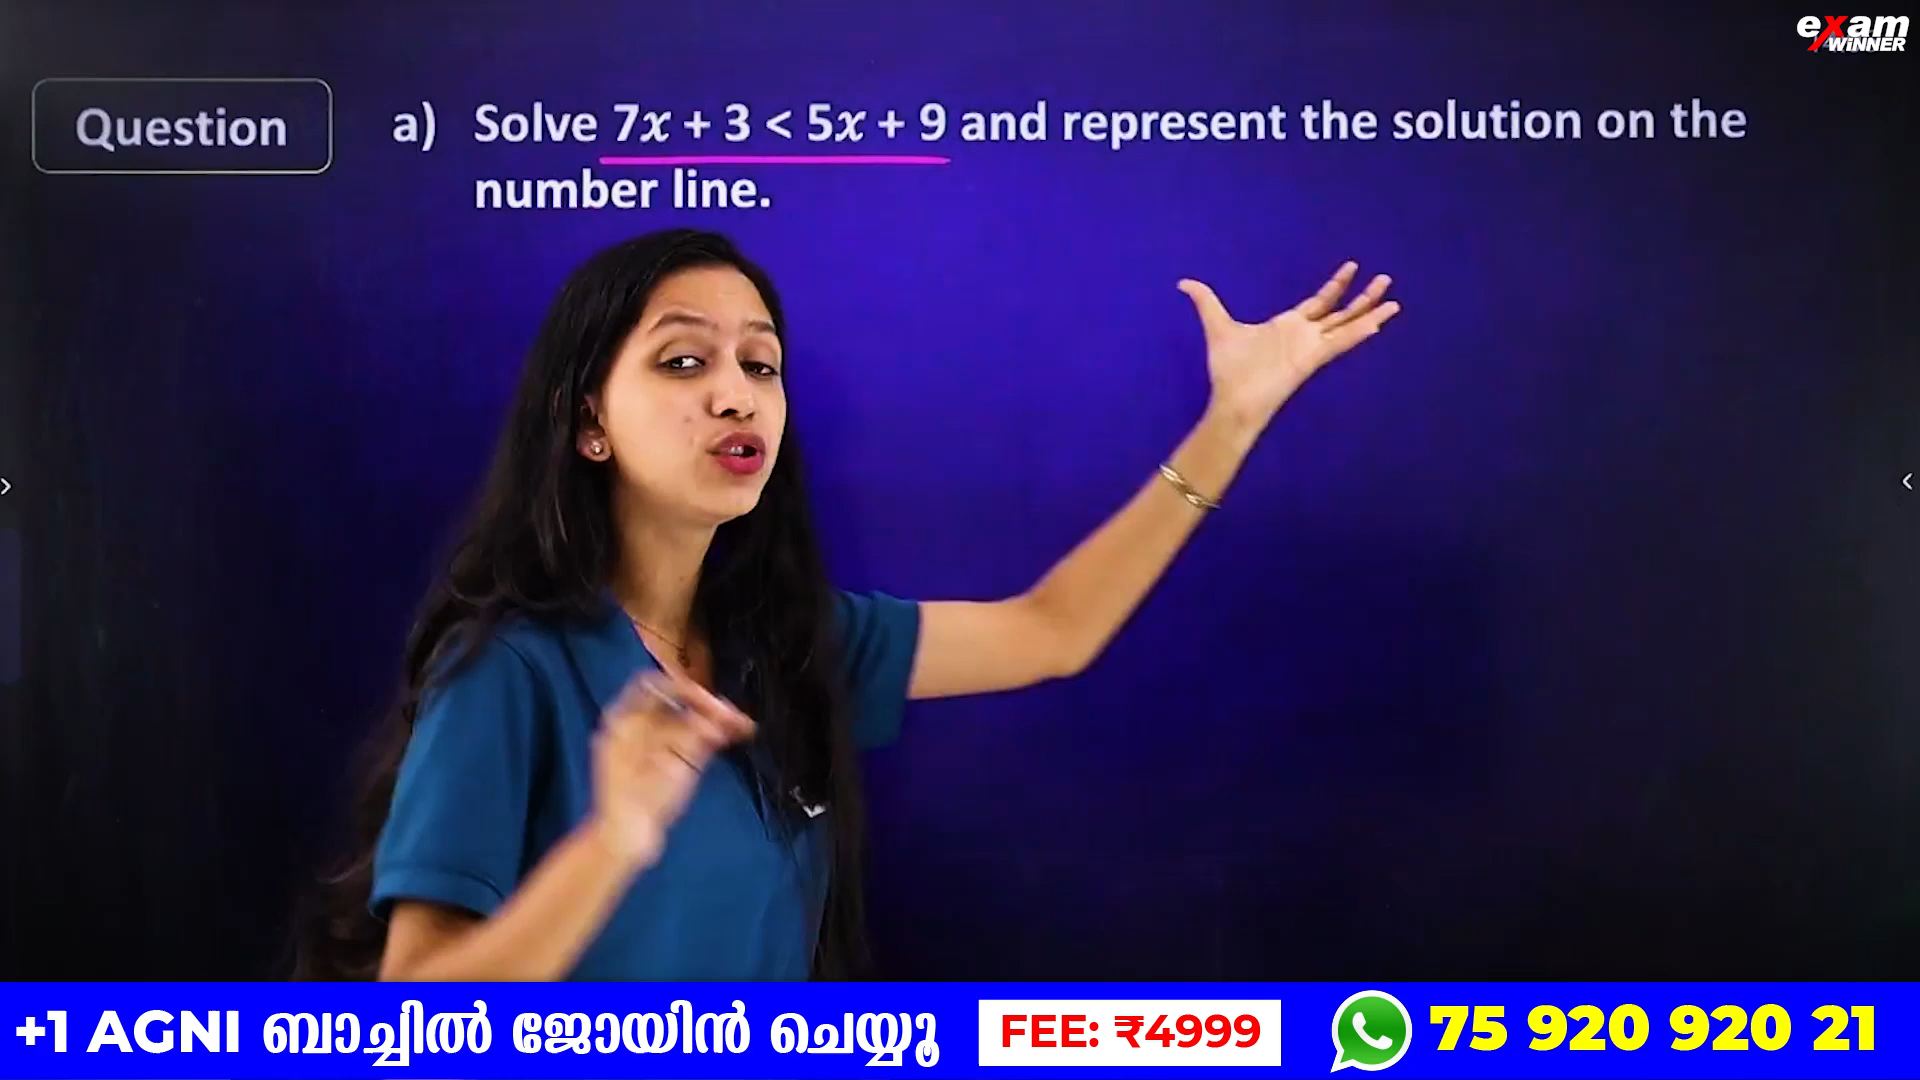 exam
WINNER
Question
a) Solve 7x + 3 < 5x + 9 and represent the solution on the
number line.
+1 AGNI ബാച്ചിൽ ജോയിൻ ചെയ്യൂ FEE: ₹4999 75 920 920 21